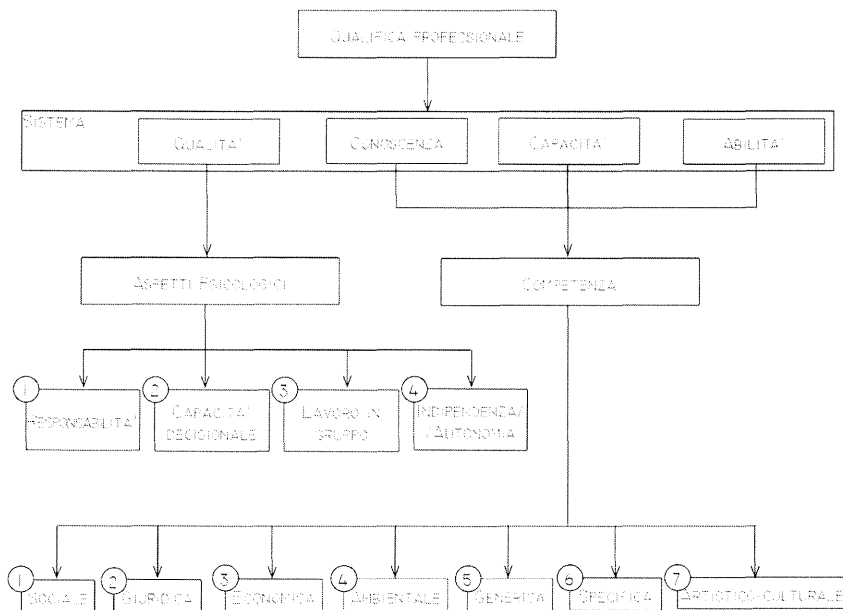 QUALIFICA PROFESSIONALE
SISTEMA
QUALITA'
CONOSCENZA
CAPACITA'
ABILITA'
ASPETTI PSICOLOGICI
COMPETENZA
1
RESPONSABILITA'
2
CAPACITA'
DECISIONALE
3
LAVORO IN
GRUPPO
4
INDIPENDENZA/
/AUTONOMIA
1
SOCIALE
2
GIURIDICA
3
ECONOMICA
4
AMBIENTALE
5
GENERICA
6
SPECIFICA
7
ARTISTICO-CULTURALE